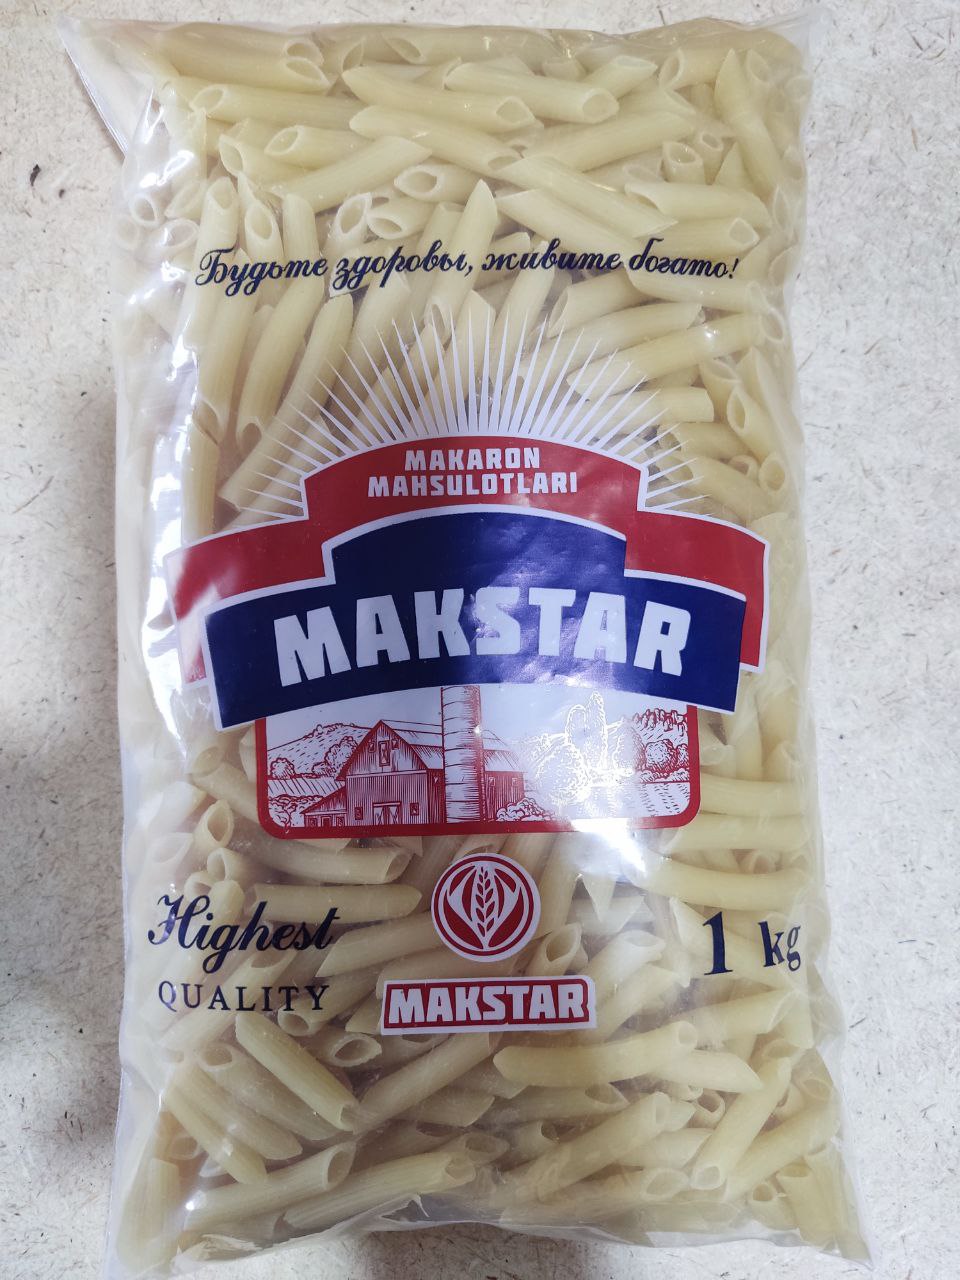 Будьте здоровы, живите богато!
MAKARON
MAHSULOTLARI
MAKSTAR
Highest
QUALITY
1 kg
MAKSTAR